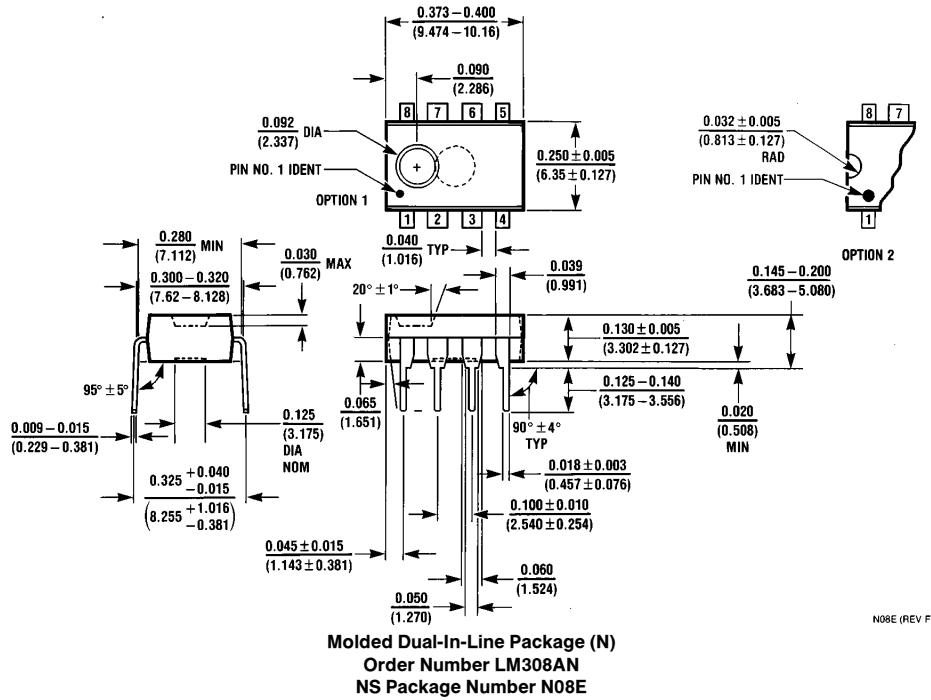 0.373–0.400
(9.474–10.16)
0.090
(2.286)
8 7 6 5
0.092 DIA
(2.337)
PIN NO. 1 IDENT
OPTION 1
+
1 2 3 4
0.250 ± 0.005
(6.35 ± 0.127)
0.032 ± 0.005
(0.813 ± 0.127)
RAD
PIN NO. 1 IDENT
8 7
1
OPTION 2
0.280 MIN
(7.112)
0.030 MAX
(0.762)
0.300–0.320
(7.62–8.128)
0.040 TYP
(1.016)
0.039
(0.991)
20° ±1°
0.145–0.200
(3.683–5.080)
0.130 ± 0.005
(3.302 ± 0.127)
0.125–0.140
(3.175–3.556)
0.020
(0.508)
MIN
95° ±5°
0.065
(1.651)
90° ±4°
TYP
0.009–0.015
(0.229–0.381)
0.125
(3.175)
DIA
NOM
0.018 ± 0.003
(0.457 ± 0.076)
0.325 +0.040
−0.015
(8.255 +1.016
−0.381)
0.100 ± 0.010
(2.540 ± 0.254)
0.045 ± 0.015
(1.143 ± 0.381)
0.060
(1.524)
0.050
(1.270)
N08E (REV F
Molded Dual-In-Line Package (N)
Order Number LM308AN
NS Package Number N08E